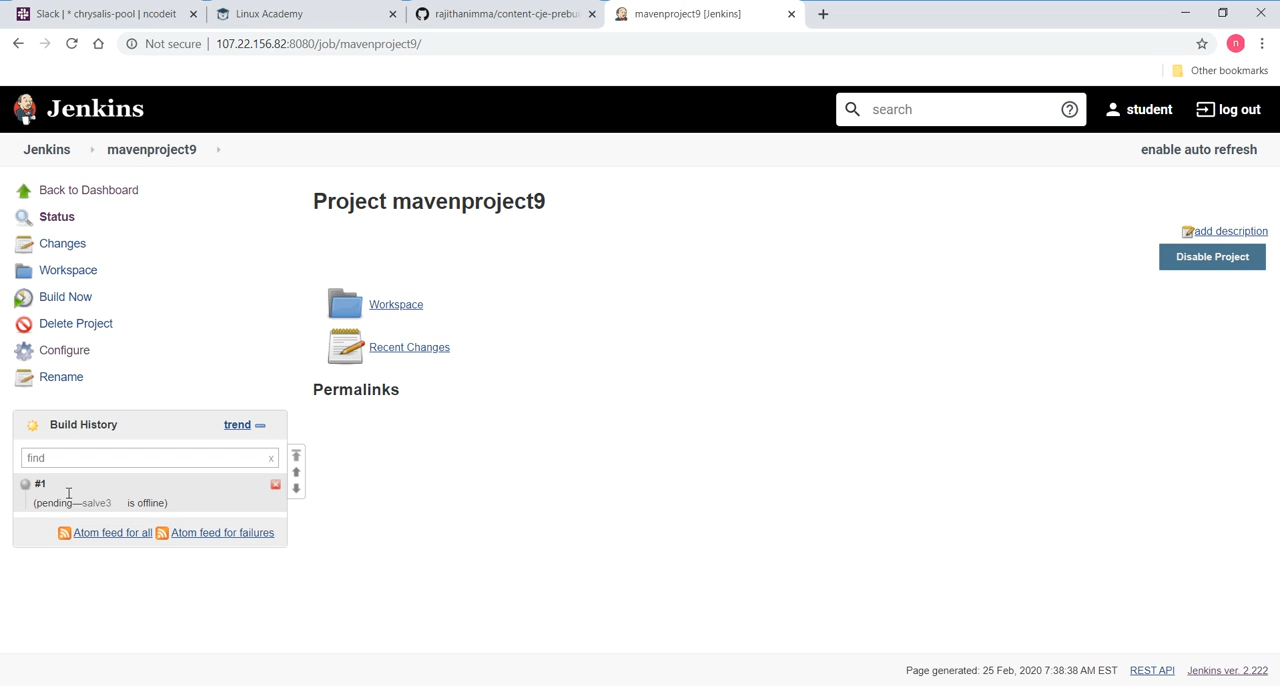 Slack | * chrysalis-pool | ncodeit
Linux Academy
rajithanimma/content-cje-prebui
mavenproject9 [Jenkins]
Not secure | 107.22.156.82:8080/job/mavenproject9/
n
Other bookmarks
Jenkins
search
student
log out
Jenkins
mavenproject9
enable auto refresh
Back to Dashboard
Status
Changes
Workspace
Build Now
Delete Project
Configure
Rename
Project mavenproject9
add description
Disable Project
Workspace
Recent Changes
Permalinks
Build History
trend
find
x
#1
(pending—salve3 is offline)
Atom feed for all
Atom feed for failures
Page generated: 25 Feb, 2020 7:38:38 AM EST
REST API
Jenkins ver. 2.222